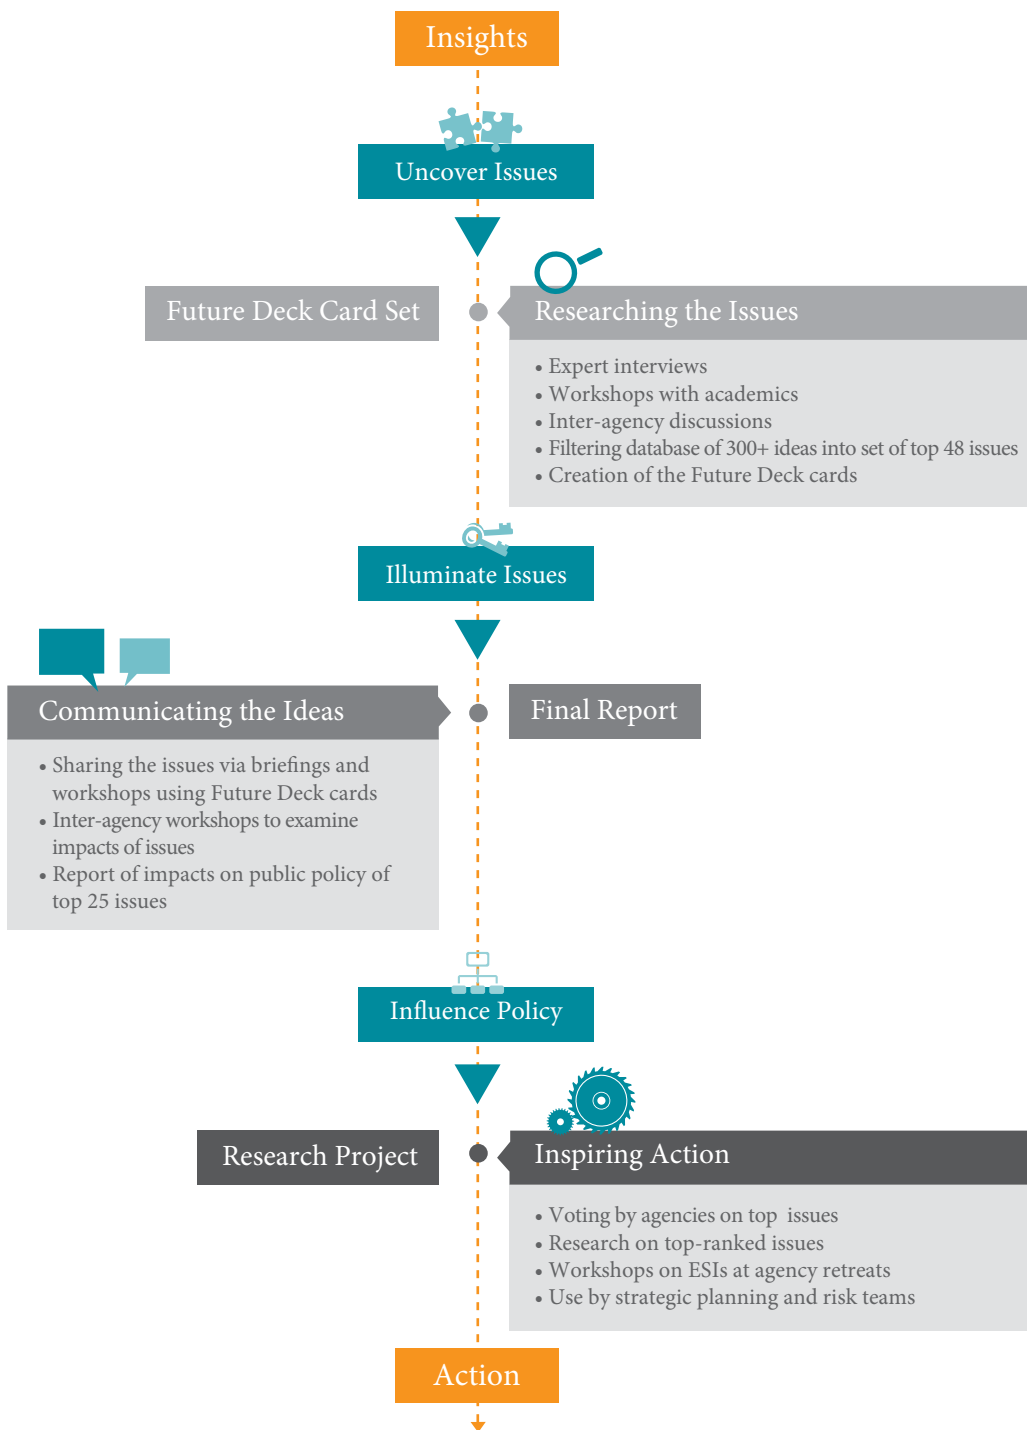 Insights
Uncover Issues
Future Deck Card Set
Researching the Issues
• Expert interviews
• Workshops with academics
• Inter-agency discussions
• Filtering database of 300+ ideas into set of top 48 issues
• Creation of the Future Deck cards
Illuminate Issues
Communicating the Ideas
• Sharing the issues via briefings and
workshops using Future Deck cards
• Inter-agency workshops to examine
impacts of issues
• Report of impacts on public policy of
top 25 issues
Final Report
Influence Policy
Research Project
Inspiring Action
• Voting by agencies on top issues
• Research on top-ranked issues
• Workshops on ESIs at agency retreats
• Use by strategic planning and risk teams
Action